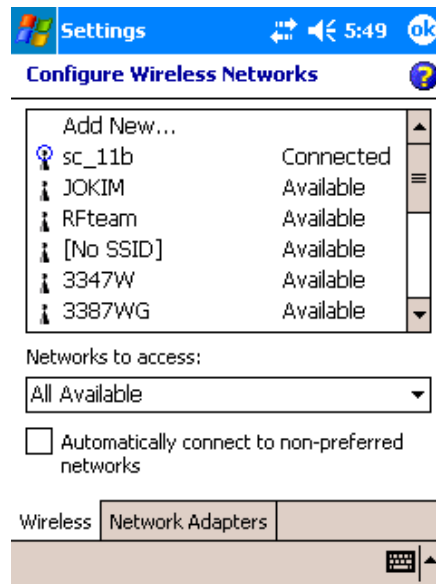 Settings 5:49 ok
Configure Wireless Networks
Add New...
sc_11b Connected
JOKIM Available
RFteam Available
[No SSID] Available
3347W Available
3387WG Available
Networks to access:
All Available
Automatically connect to non-preferred
networks
Wireless Network Adapters